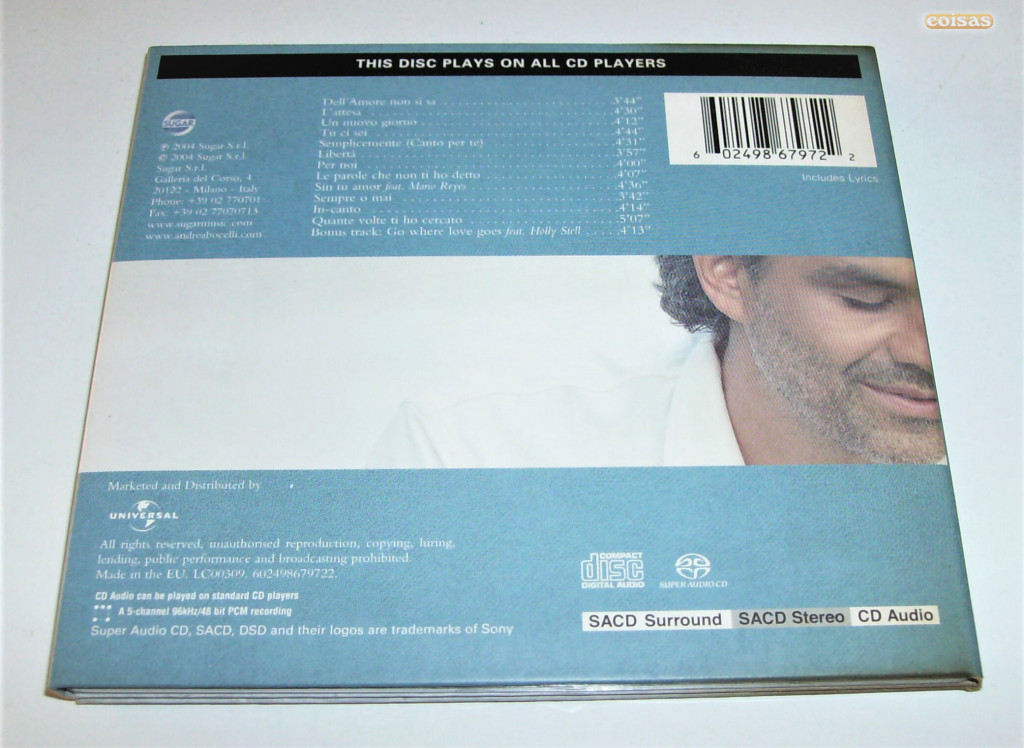 coisas
THIS DISC PLAYS ON ALL CD PLAYERS
SUGAR
℗ 2004 Sugar S.r.l.
© 2004 Sugar S.r.l.
Sugar S.r.l.
Galleria del Corso, 4
20122 - Milano - Italy
Phone: +39 02 770701
Fax: +39 02 77070713
www.sugarmusic.com
www.andreabocelli.com
Dell'Amore non si sa 3'44"
L'attesa 4'30"
Un nuovo giorno 4'12"
Tu ci sei 4'44"
Semplicemente (Canto per te) 4'31"
Libertà 3'57"
Per noi 4'00"
Le parole che non ti ho detto 4'07"
Sin tu amor feat. Mario Reyes 4'36"
Sempre o mai 3'42"
In-canto 4'14"
Quante volte ti ho cercato 5'07"
Bonus track: Go where love goes feat. Holly Stell 4'13"
6 02498 67972 2
Includes Lyrics
Marketed and Distributed by
UNIVERSAL
All rights reserved, unauthorised reproduction, copying, hiring,
lending, public performance and broadcasting prohibited.
Made in the EU. LC00309. 602498679722.
CD Audio can be played on standard CD players
A 5-channel 96kHz/48 bit PCM recording
Super Audio CD, SACD, DSD and their logos are trademarks of Sony
COMPACT
disc
DIGITAL AUDIO
SUPER AUDIO CD
SACD Surround SACD Stereo CD Audio